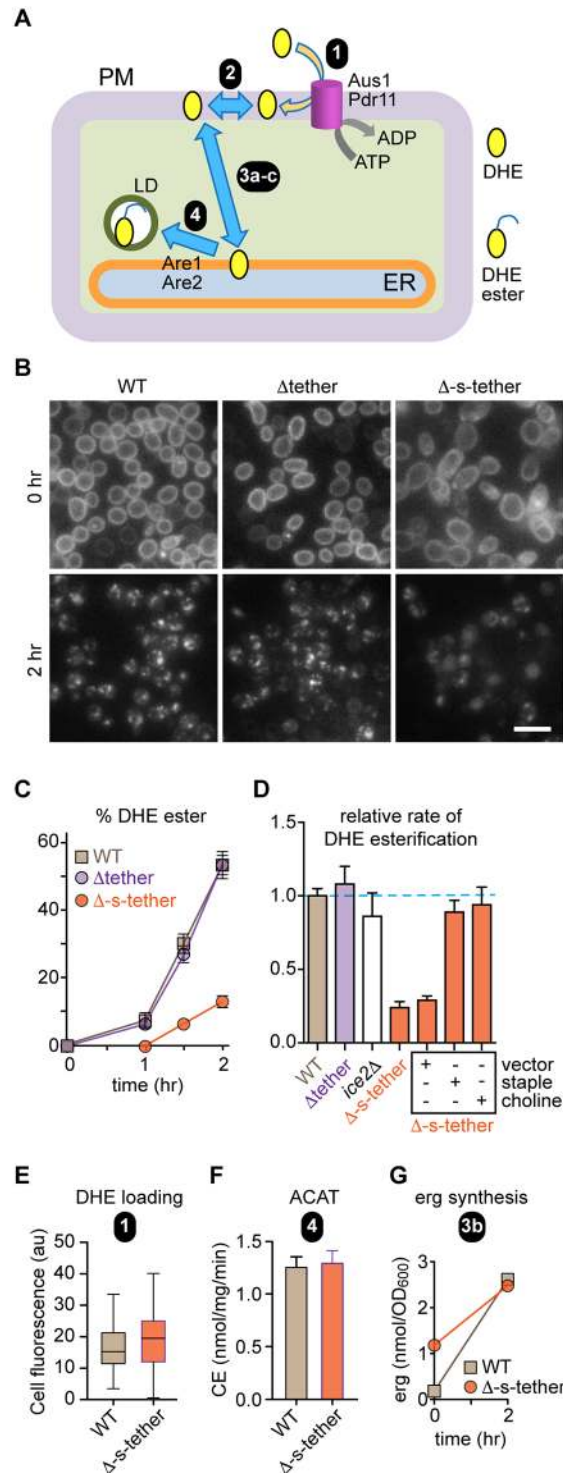 A
PM
1
2
Aus1
Pdr11
ADP
ATP
DHE
LD
3a-c
4
Are1
Are2
ER
DHE
ester
B
WT
Δtether
Δ-s-tether
0 hr
2 hr
C
% DHE ester
60
40
20
0
WT
Δtether
Δ-s-tether
0
1
2
time (hr)
D
relative rate of
DHE esterification
1.5
1.0
0.5
0.0
WT
Δtether
ice2Δ
Δ-s-tether
+ - - vector
- + - staple
- - + choline
Δ-s-tether
E
DHE loading
1
Cell fluorescence (au)
50
40
30
20
10
0
WT
Δ-s-tether
F
ACAT
4
CE (nmol/mg/min)
1.5
1.0
0.5
0.0
WT
Δ-s-tether
G
erg synthesis
3b
erg (nmol/OD600)
3
2
1
0
WT
Δ-s-tether
0
2
time (hr)